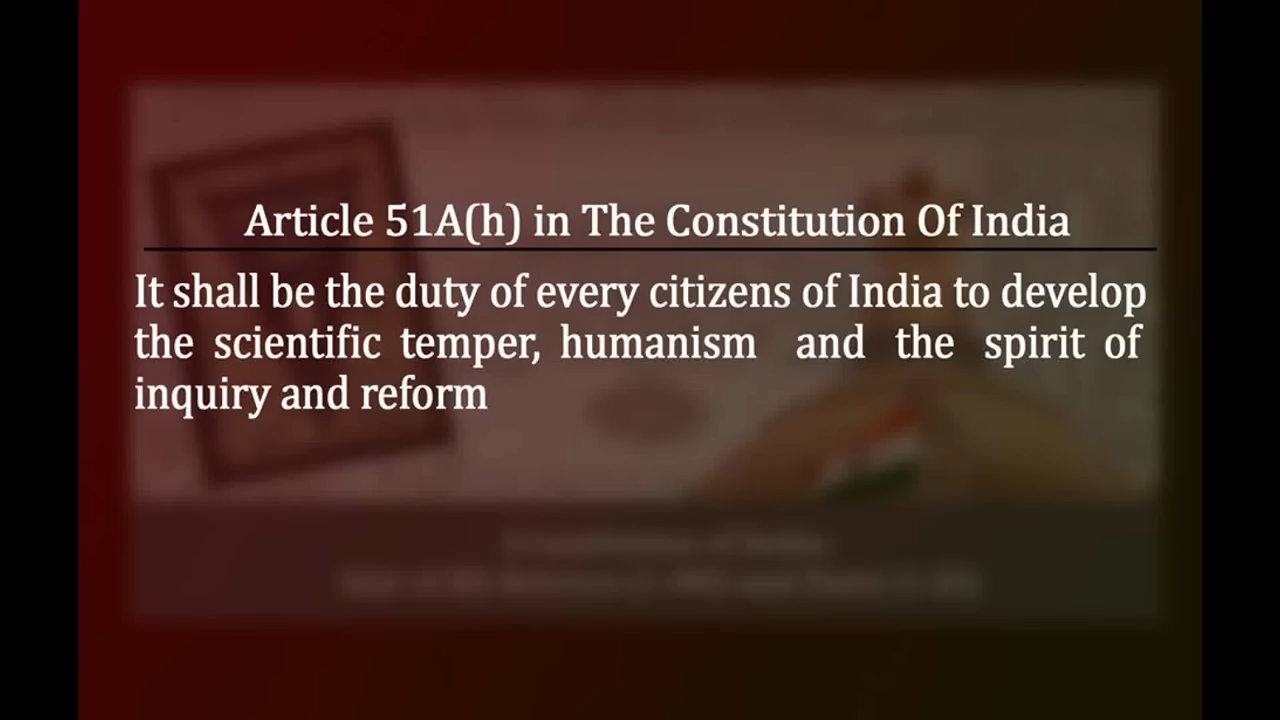 Article 51A(h) in The Constitution Of India
It shall be the duty of every citizens of India to develop
the scientific temper, humanism and the spirit of
inquiry and reform